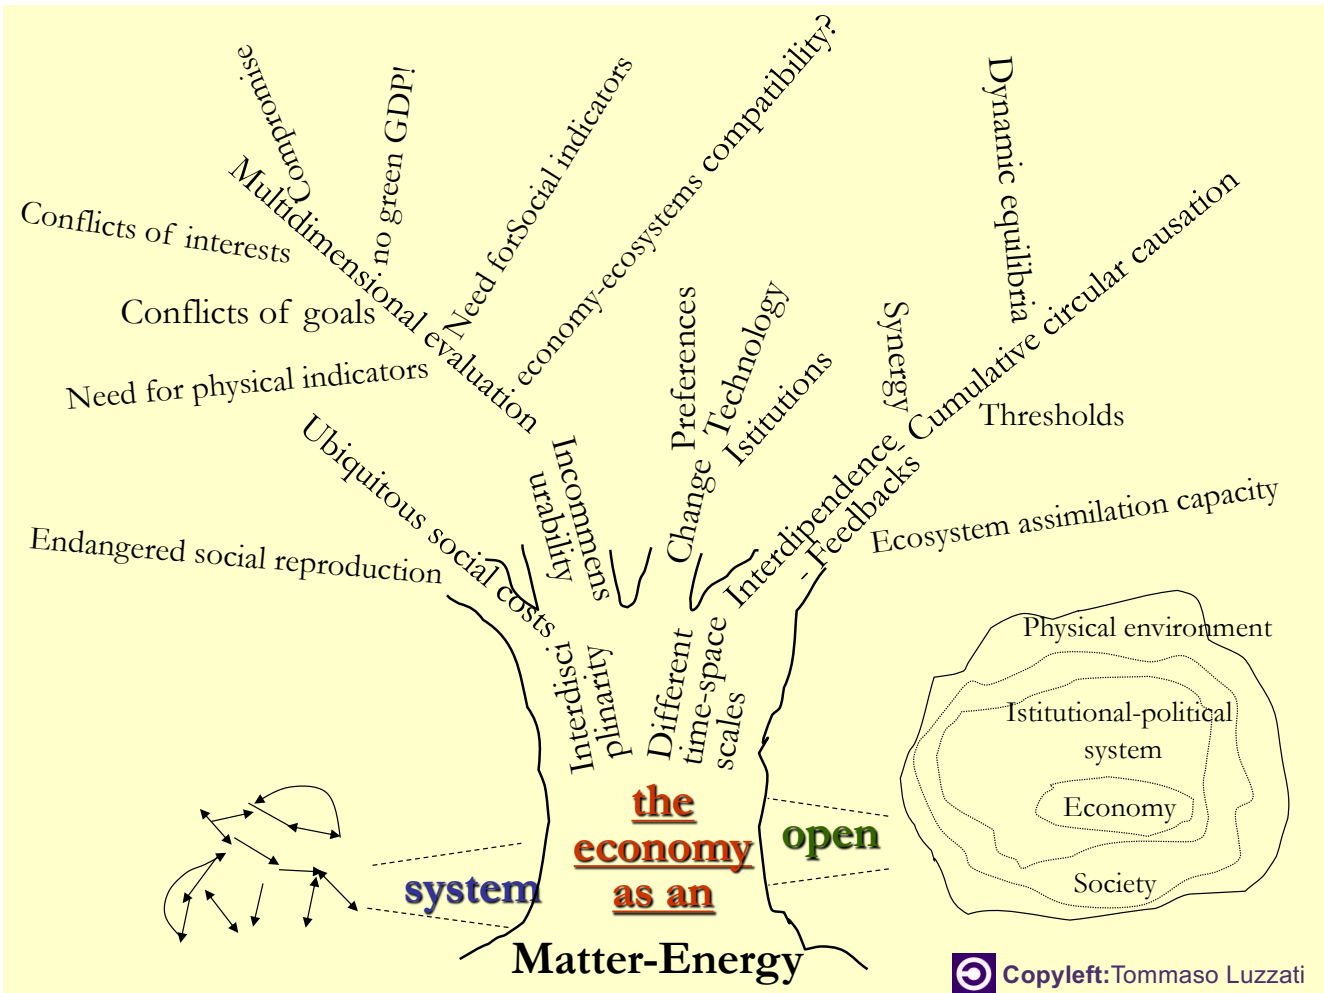 Compromise
no green GDP!
Need forSocial indicators
economy-ecosystems compatibility?
Dynamic equilibria
Multidimensional evaluation
Conflicts of interests
Conflicts of goals
Need for physical indicators
Preferences
Technology
Istitutions
Change
Synergy
Cumulative circular causation
Thresholds
Interdipendence -
- Feedbacks
Ecosystem assimilation capacity
Ubiquitous social costs
Endangered social reproduction
Incommens
urability
Interdisci
plinarity
Different
time-space
scales
Physical environment
Istitutional-political
system
Economy
Society
the
economy
as an
open
system
Matter-Energy
Copyleft:Tommaso Luzzati